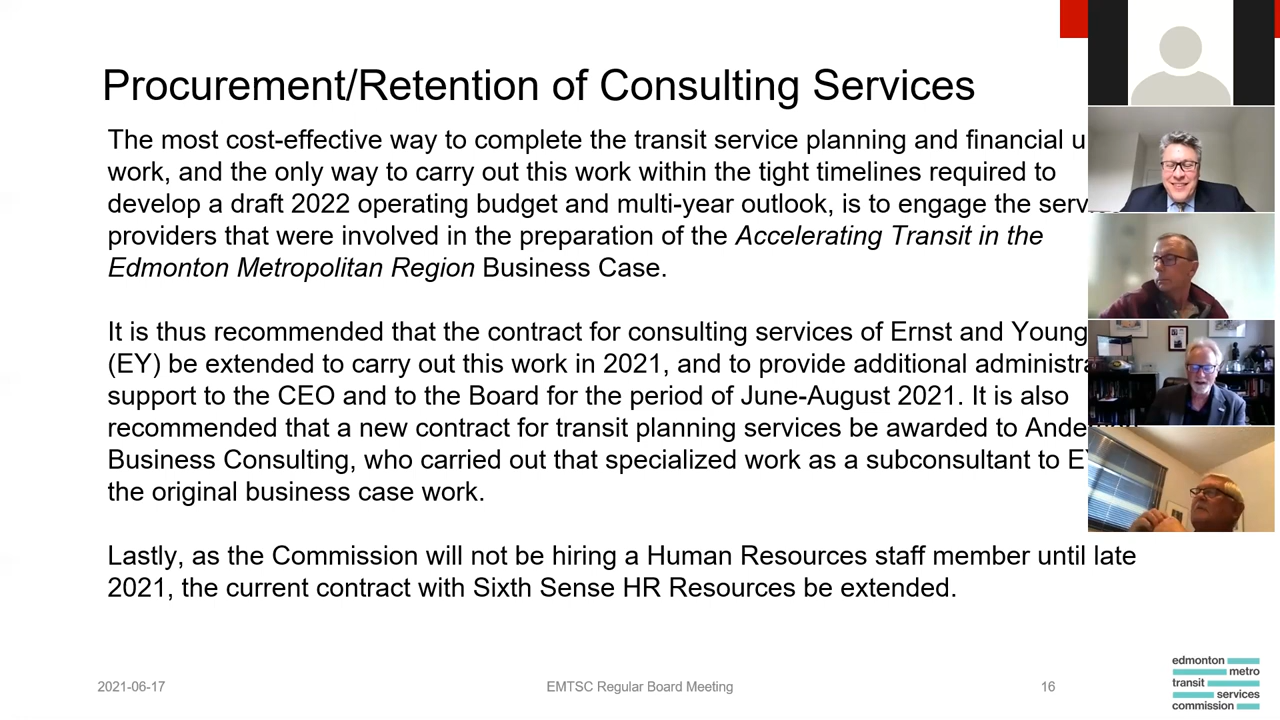 Procurement/Retention of Consulting Services
The most cost-effective way to complete the transit service planning and financial
work, and the only way to carry out this work within the tight timelines required to
develop a draft 2022 operating budget and multi-year outlook, is to engage the
providers that were involved in the preparation of the Accelerating Transit in the
Edmonton Metropolitan Region Business Case.
It is thus recommended that the contract for consulting services of Ernst and Young
(EY) be extended to carry out this work in 2021, and to provide additional
support to the CEO and to the Board for the period of June-August 2021. It is also
recommended that a new contract for transit planning services be awarded to
Business Consulting, who carried out that specialized work as a subconsultant to
the original business case work.
Lastly, as the Commission will not be hiring a Human Resources staff member until late
2021, the current contract with Sixth Sense HR Resources be extended.
2021-06-17
EMTSC Regular Board Meeting
16
edmonton
metro
transit
services
commission